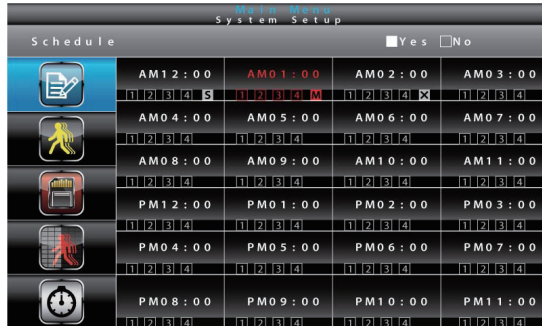 Main Menu
System Setup
Schedule Yes No
AM12:00 AM01:00 AM02:00 AM03:00
1 2 3 4 S 1 2 3 4 M 1 2 3 4 X 1 2 3 4
AM04:00 AM05:00 AM06:00 AM07:00
1 2 3 4 1 2 3 4 1 2 3 4 1 2 3 4
AM08:00 AM09:00 AM10:00 AM11:00
1 2 3 4 1 2 3 4 1 2 3 4 1 2 3 4
PM12:00 PM01:00 PM02:00 PM03:00
1 2 3 4 1 2 3 4 1 2 3 4 1 2 3 4
PM04:00 PM05:00 PM06:00 PM07:00
1 2 3 4 1 2 3 4 1 2 3 4 1 2 3 4
PM08:00 PM09:00 PM10:00 PM11:00
1 2 3 4 1 2 3 4 1 2 3 4 1 2 3 4